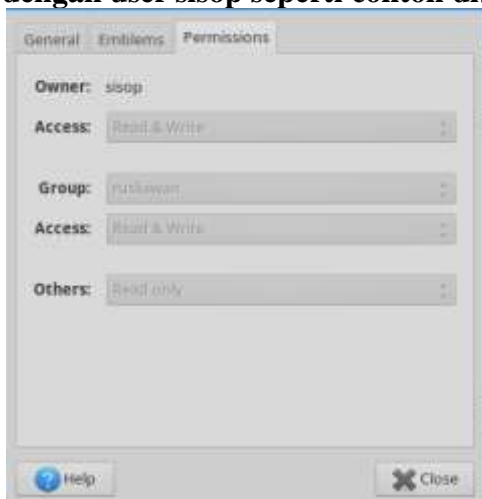 dengan user sisop seperti contoh
General Emblems Permissions
Owner: sisop
Access: Read & Write
Group: ruskawan
Access: Read & Write
Others: Read only
Help Close